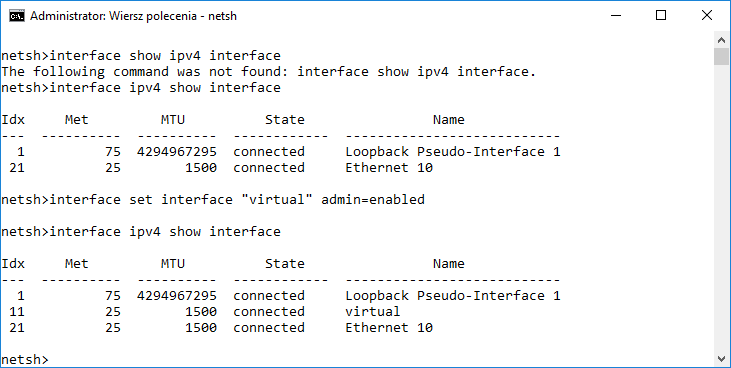 Administrator: Wiersz polecenia - netsh
netsh>interface show ipv4 interface
The following command was not found: interface show ipv4 interface.
netsh>interface ipv4 show interface
Idx     Met         MTU          State                Name
---  ----------  ----------  ------------  ---------------------------
  1          75  4294967295  connected     Loopback Pseudo-Interface 1
 21          25        1500  connected     Ethernet 10
netsh>interface set interface "virtual" admin=enabled
netsh>interface ipv4 show interface
Idx     Met         MTU          State                Name
---  ----------  ----------  ------------  ---------------------------
  1          75  4294967295  connected     Loopback Pseudo-Interface 1
 11          25        1500  connected     virtual
 21          25        1500  connected     Ethernet 10
netsh>